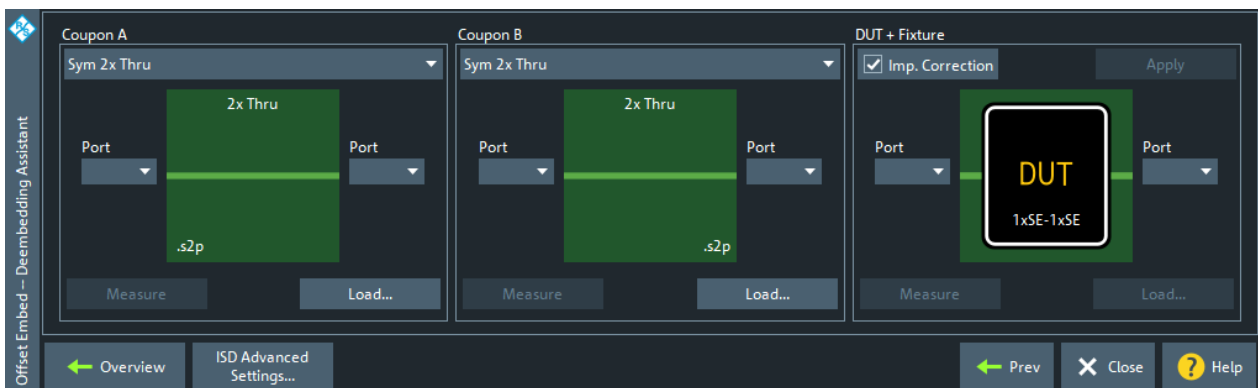 Offset Embed -- Deembedding Assistant
R&S
Coupon A
Sym 2x Thru
2x Thru
Port
Port
.s2p
Measure
Load...
Coupon B
Sym 2x Thru
2x Thru
Port
Port
.s2p
Measure
Load...
DUT + Fixture
Imp. Correction
Apply
Port
Port
DUT
1xSE-1xSE
Measure
Load...
Overview
ISD Advanced
Settings...
Prev
Close
? Help